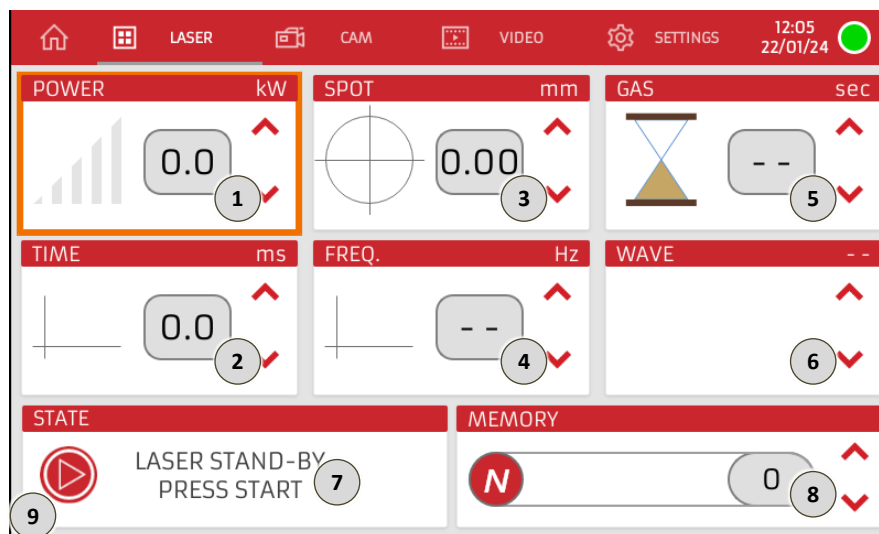 LASER CAM VIDEO SETTINGS 12:05
22/01/24
POWER kW SPOT mm GAS sec
0.0 0.00 - -
1 3 5
TIME ms FREQ. Hz WAVE - -
0.0 - -
2 4 6
STATE MEMORY
LASER STAND-BY
PRESS START 7
N 0
8
9